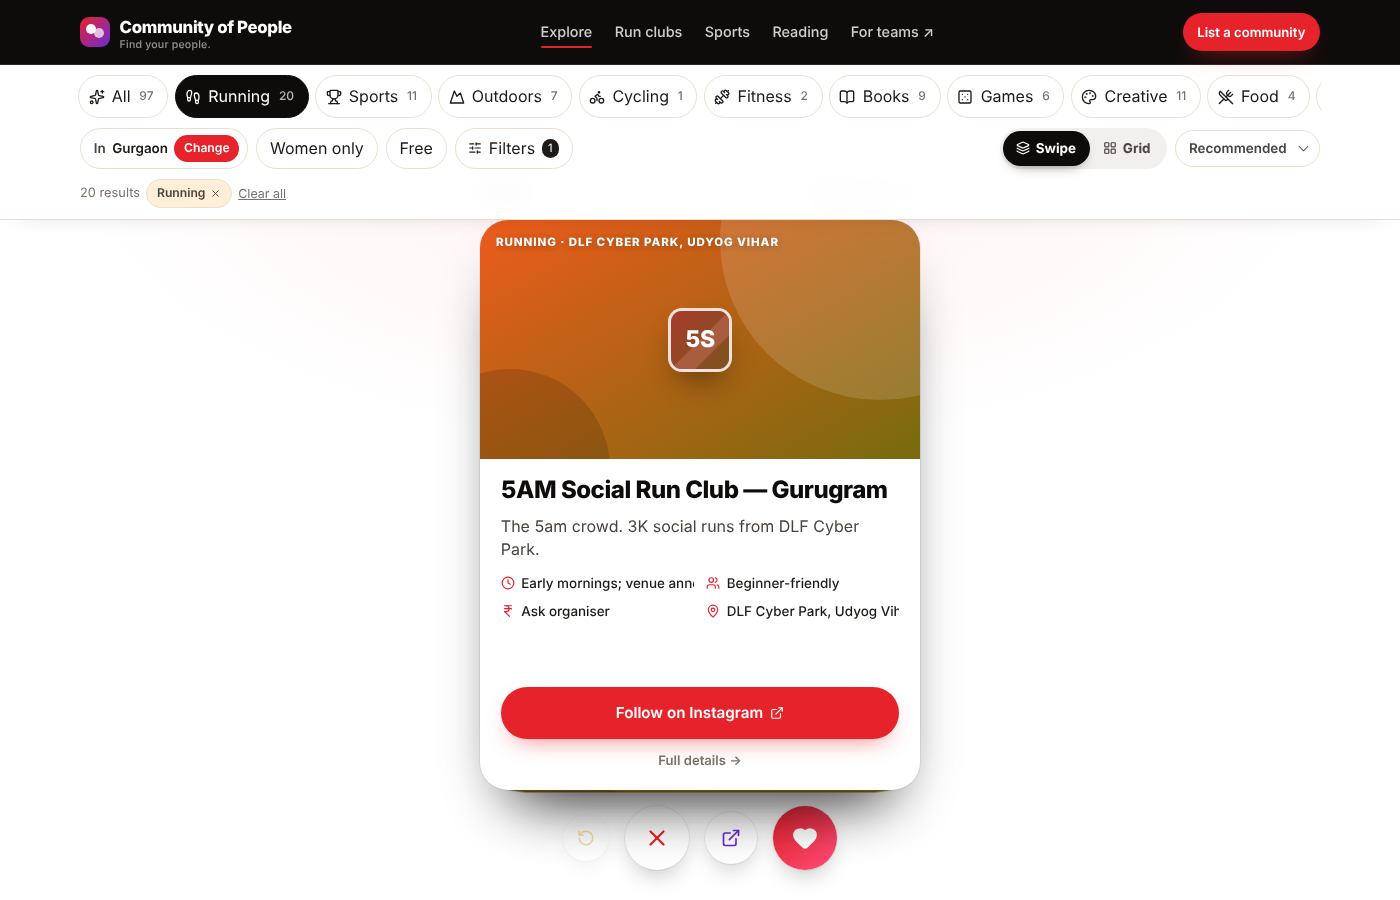 Community of People
Find your people.
Explore
Run clubs
Sports
Reading
For teams ↗
List a community
All 97
Running 20
Sports 11
Outdoors 7
Cycling 1
Fitness 2
Books 9
Games 6
Creative 11
Food 4
In Gurgaon Change
Women only
Free
Filters 1
Swipe
Grid
Recommended
20 results
Running ×
Clear all
RUNNING · DLF CYBER PARK, UDYOG VIHAR
5S
5AM Social Run Club — Gurugram
The 5am crowd. 3K social runs from DLF Cyber
Park.
Early mornings; venue ann
Beginner-friendly
₹ Ask organiser
DLF Cyber Park, Udyog Vih
Follow on Instagram
Full details →